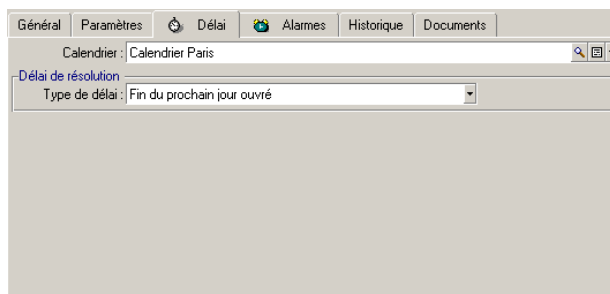 Général Paramètres Délai Alarmes Historique Documents
Calendrier : Calendrier Paris
Délai de résolution
Type de délai : Fin du prochain jour ouvré